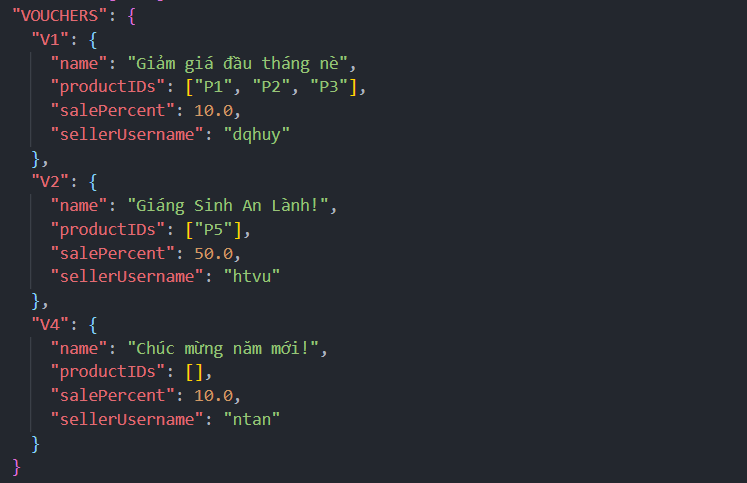 "VOUCHERS": {
"V1": {
"name": "Giảm giá đầu tháng nè",
"productIDs": ["P1", "P2", "P3"],
"salePercent": 10.0,
"sellerUsername": "dqhuy"
},
"V2": {
"name": "Giáng Sinh An Lành!",
"productIDs": ["P5"],
"salePercent": 50.0,
"sellerUsername": "htvu"
},
"V4": {
"name": "Chúc mừng năm mới!",
"productIDs": [],
"salePercent": 10.0,
"sellerUsername": "ntan"
}
}